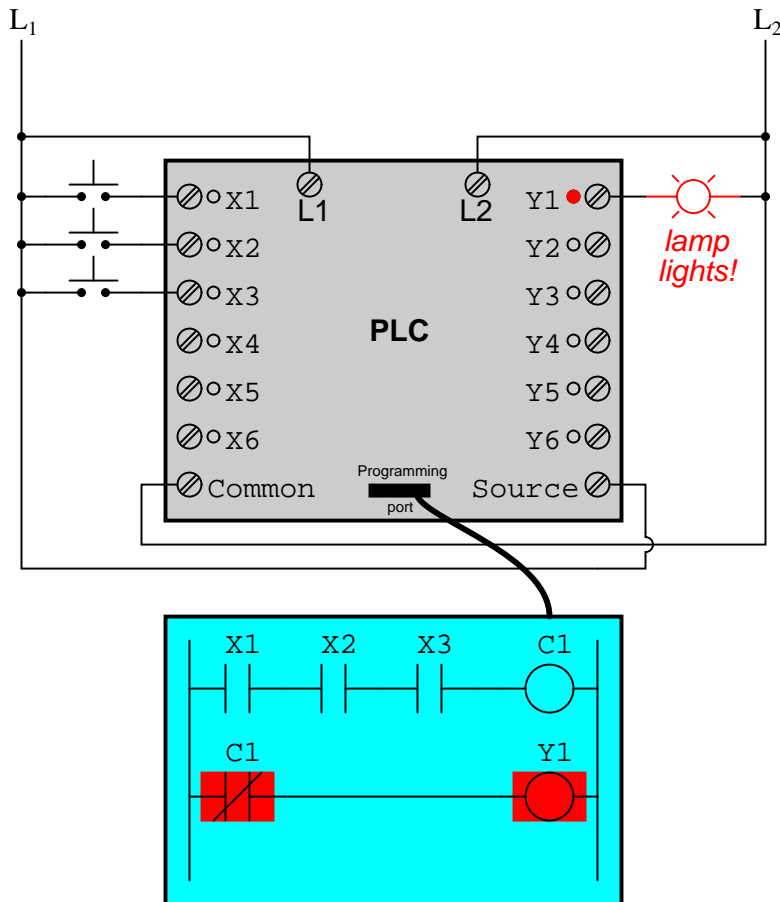 L1 L2
X1 L1 L2 Y1
X2 Y2 lamp
X3 Y3 lights!
PLC
X4 Y4
X5 Y5
X6 Y6
Common Programming Source
port
X1 X2 X3 C1
C1 Y1